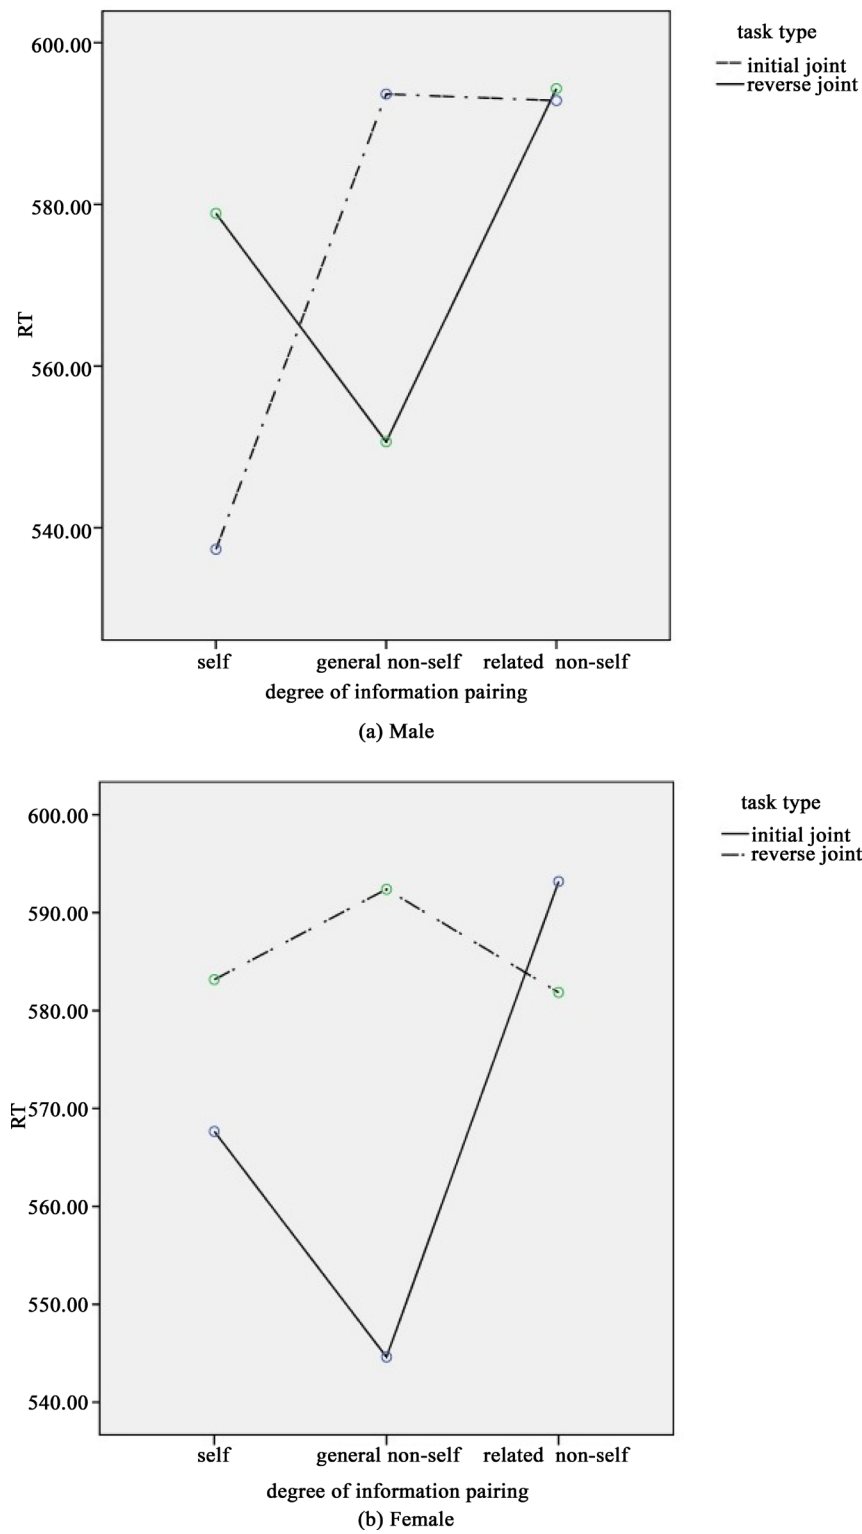 task type
initial joint
reverse joint
600.00
580.00
560.00
540.00
RT
self general non-self related non-self
degree of information pairing
(a) Male
task type
initial joint
reverse joint
600.00
590.00
580.00
570.00
560.00
550.00
540.00
RT
self general non-self related non-self
degree of information pairing
(b) Female